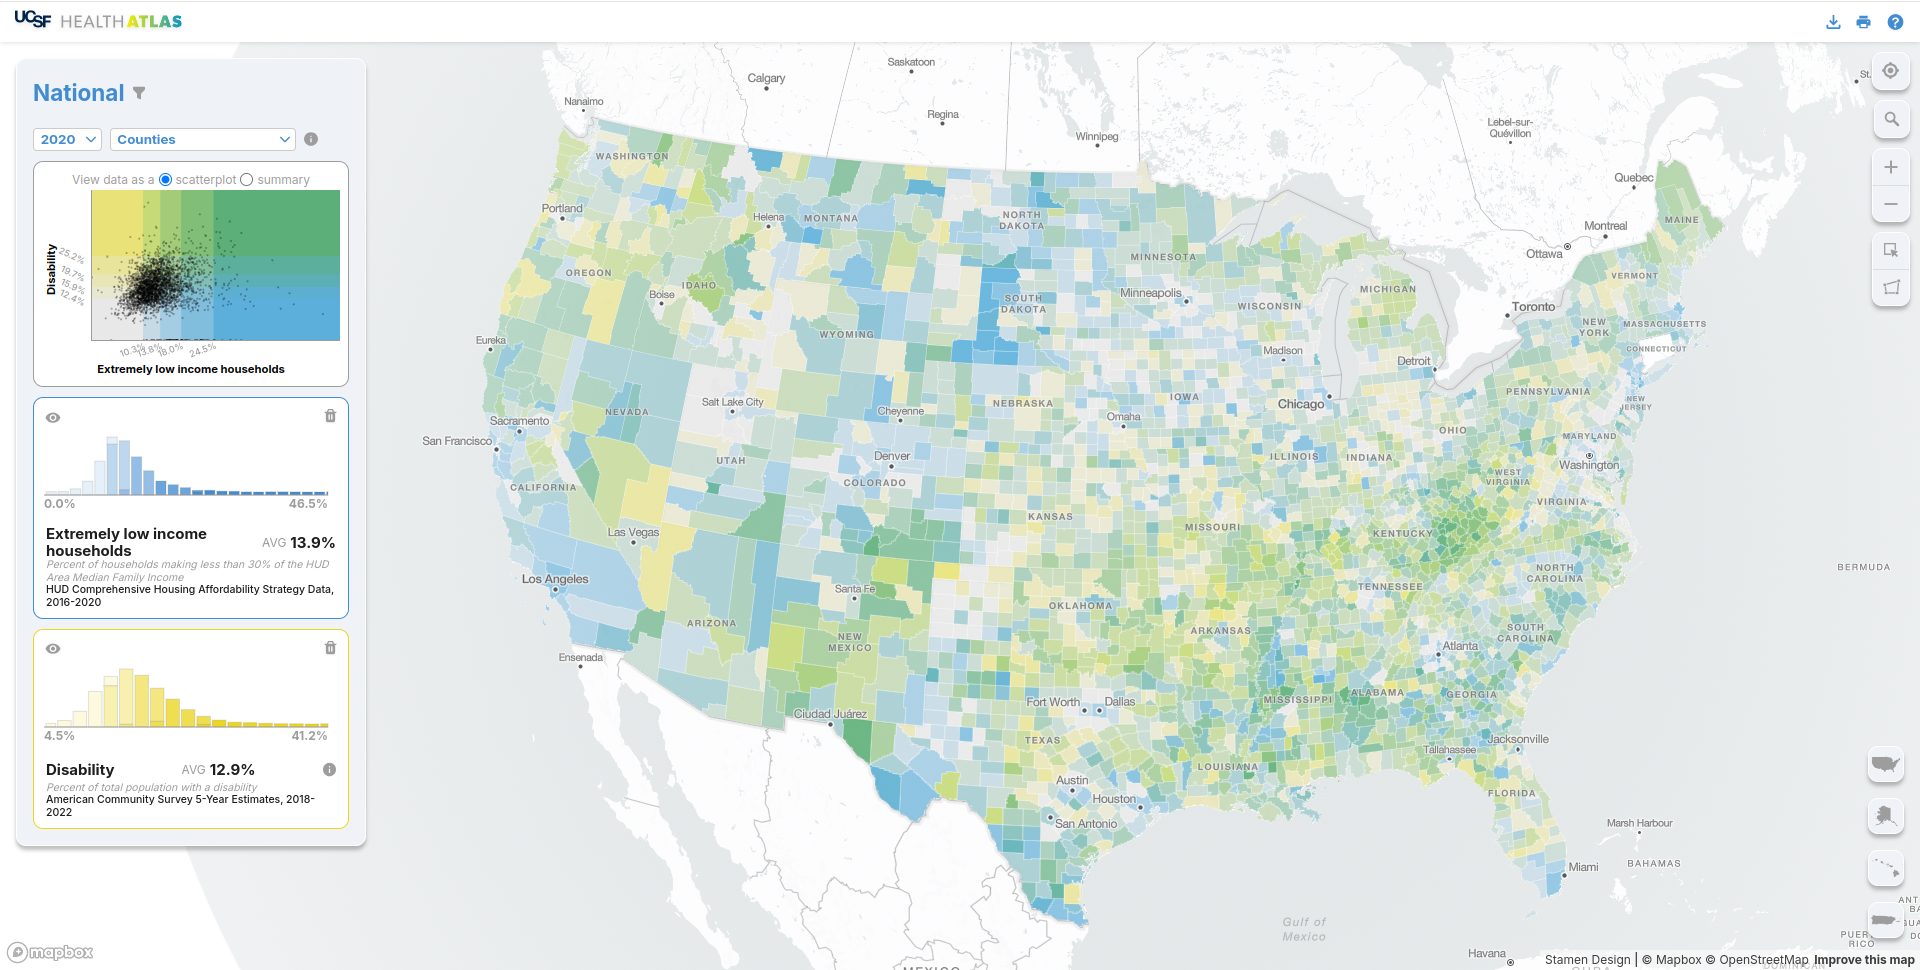 UCSF HEALTH ATLAS
National
2020
Counties
View data as a scatterplot summary
Disability
25.2%
19.7%
15.9%
12.4%
10.3%
13.8%
18.0%
24.5%
Extremely low income households
0.0%
46.5%
Extremely low income
households
AVG 13.9%
Percent of households making less than 30% of the HUD
Area Median Family Income
HUD Comprehensive Housing Affordability Strategy Data,
2016-2020
4.5%
41.2%
Disability
AVG 12.9%
Percent of total population with a disability
American Community Survey 5-Year Estimates, 2018-
2022
mapbox
Calgary
Saskatoon
Nanaimo
Regina
Winnipeg
Lebel-sur-
Quévillon
St.
WASHINGTON
Quebec
Portland
Helena
MONTANA
NORTH
DAKOTA
MAINE
Montreal
Ottawa
OREGON
IDAHO
Boise
MINNESOTA
VERMONT
Minneapolis
SOUTH
DAKOTA
WISCONSIN
MICHIGAN
Toronto
NEW
YORK
MASSACHUSETTS
Eureka
WYOMING
Madison
Detroit
CONNECTICUT
NEVADA
Salt Lake City
Cheyenne
NEBRASKA
IOWA
Chicago
PENNSYLVANIA
NEW
JERSEY
Sacramento
San Francisco
Omaha
OHIO
MARYLAND
UTAH
Denver
COLORADO
ILLINOIS
INDIANA
Washington
CALIFORNIA
WEST
VIRGINIA
VIRGINIA
Las Vegas
KANSAS
MISSOURI
KENTUCKY
Los Angeles
Santa Fe
TENNESSEE
NORTH
CAROLINA
BERMUDA
OKLAHOMA
ARIZONA
NEW
MEXICO
ARKANSAS
SOUTH
CAROLINA
Ensenada
Atlanta
Fort Worth
Dallas
MISSISSIPPI
ALABAMA
GEORGIA
Ciudad Juárez
TEXAS
Jacksonville
Tallahassee
LOUISIANA
Austin
Houston
FLORIDA
San Antonio
Marsh Harbour
Miami
BAHAMAS
Gulf of
Mexico
Havana
MEXICO
CUBA
PUER
RICO
DOMINICAN
Stamen Design | © Mapbox © OpenStreetMap Improve this map